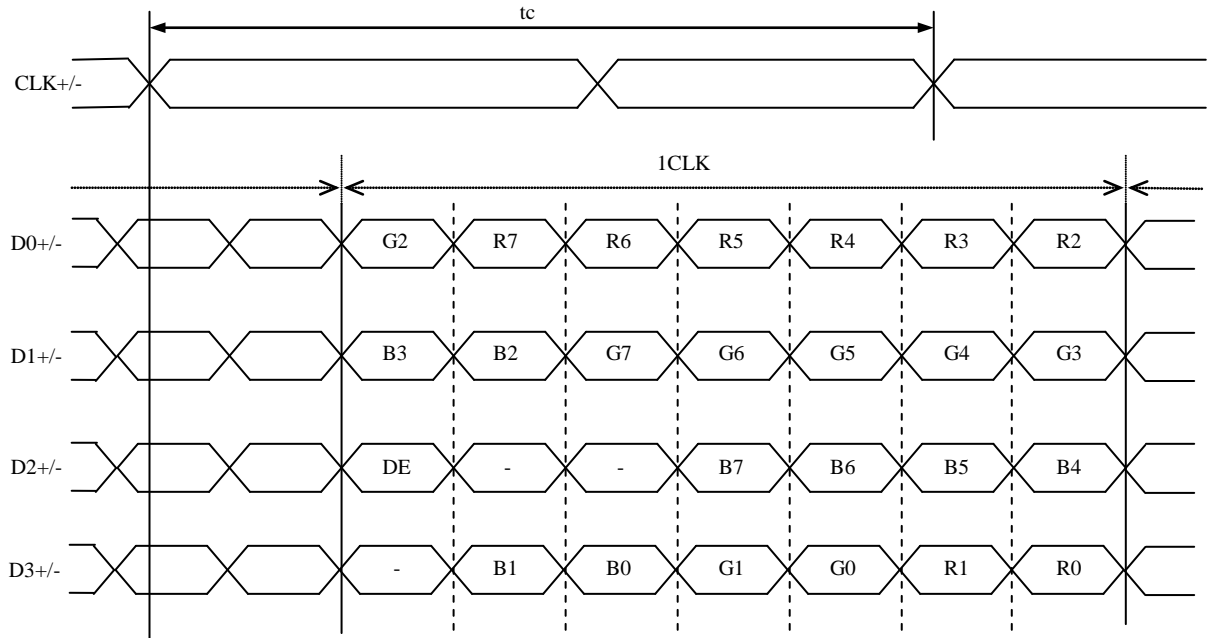 tc
CLK+/-
1CLK
D0+/- G2 R7 R6 R5 R4 R3 R2
D1+/- B3 B2 G7 G6 G5 G4 G3
D2+/- DE - - B7 B6 B5 B4
D3+/- - B1 B0 G1 G0 R1 R0